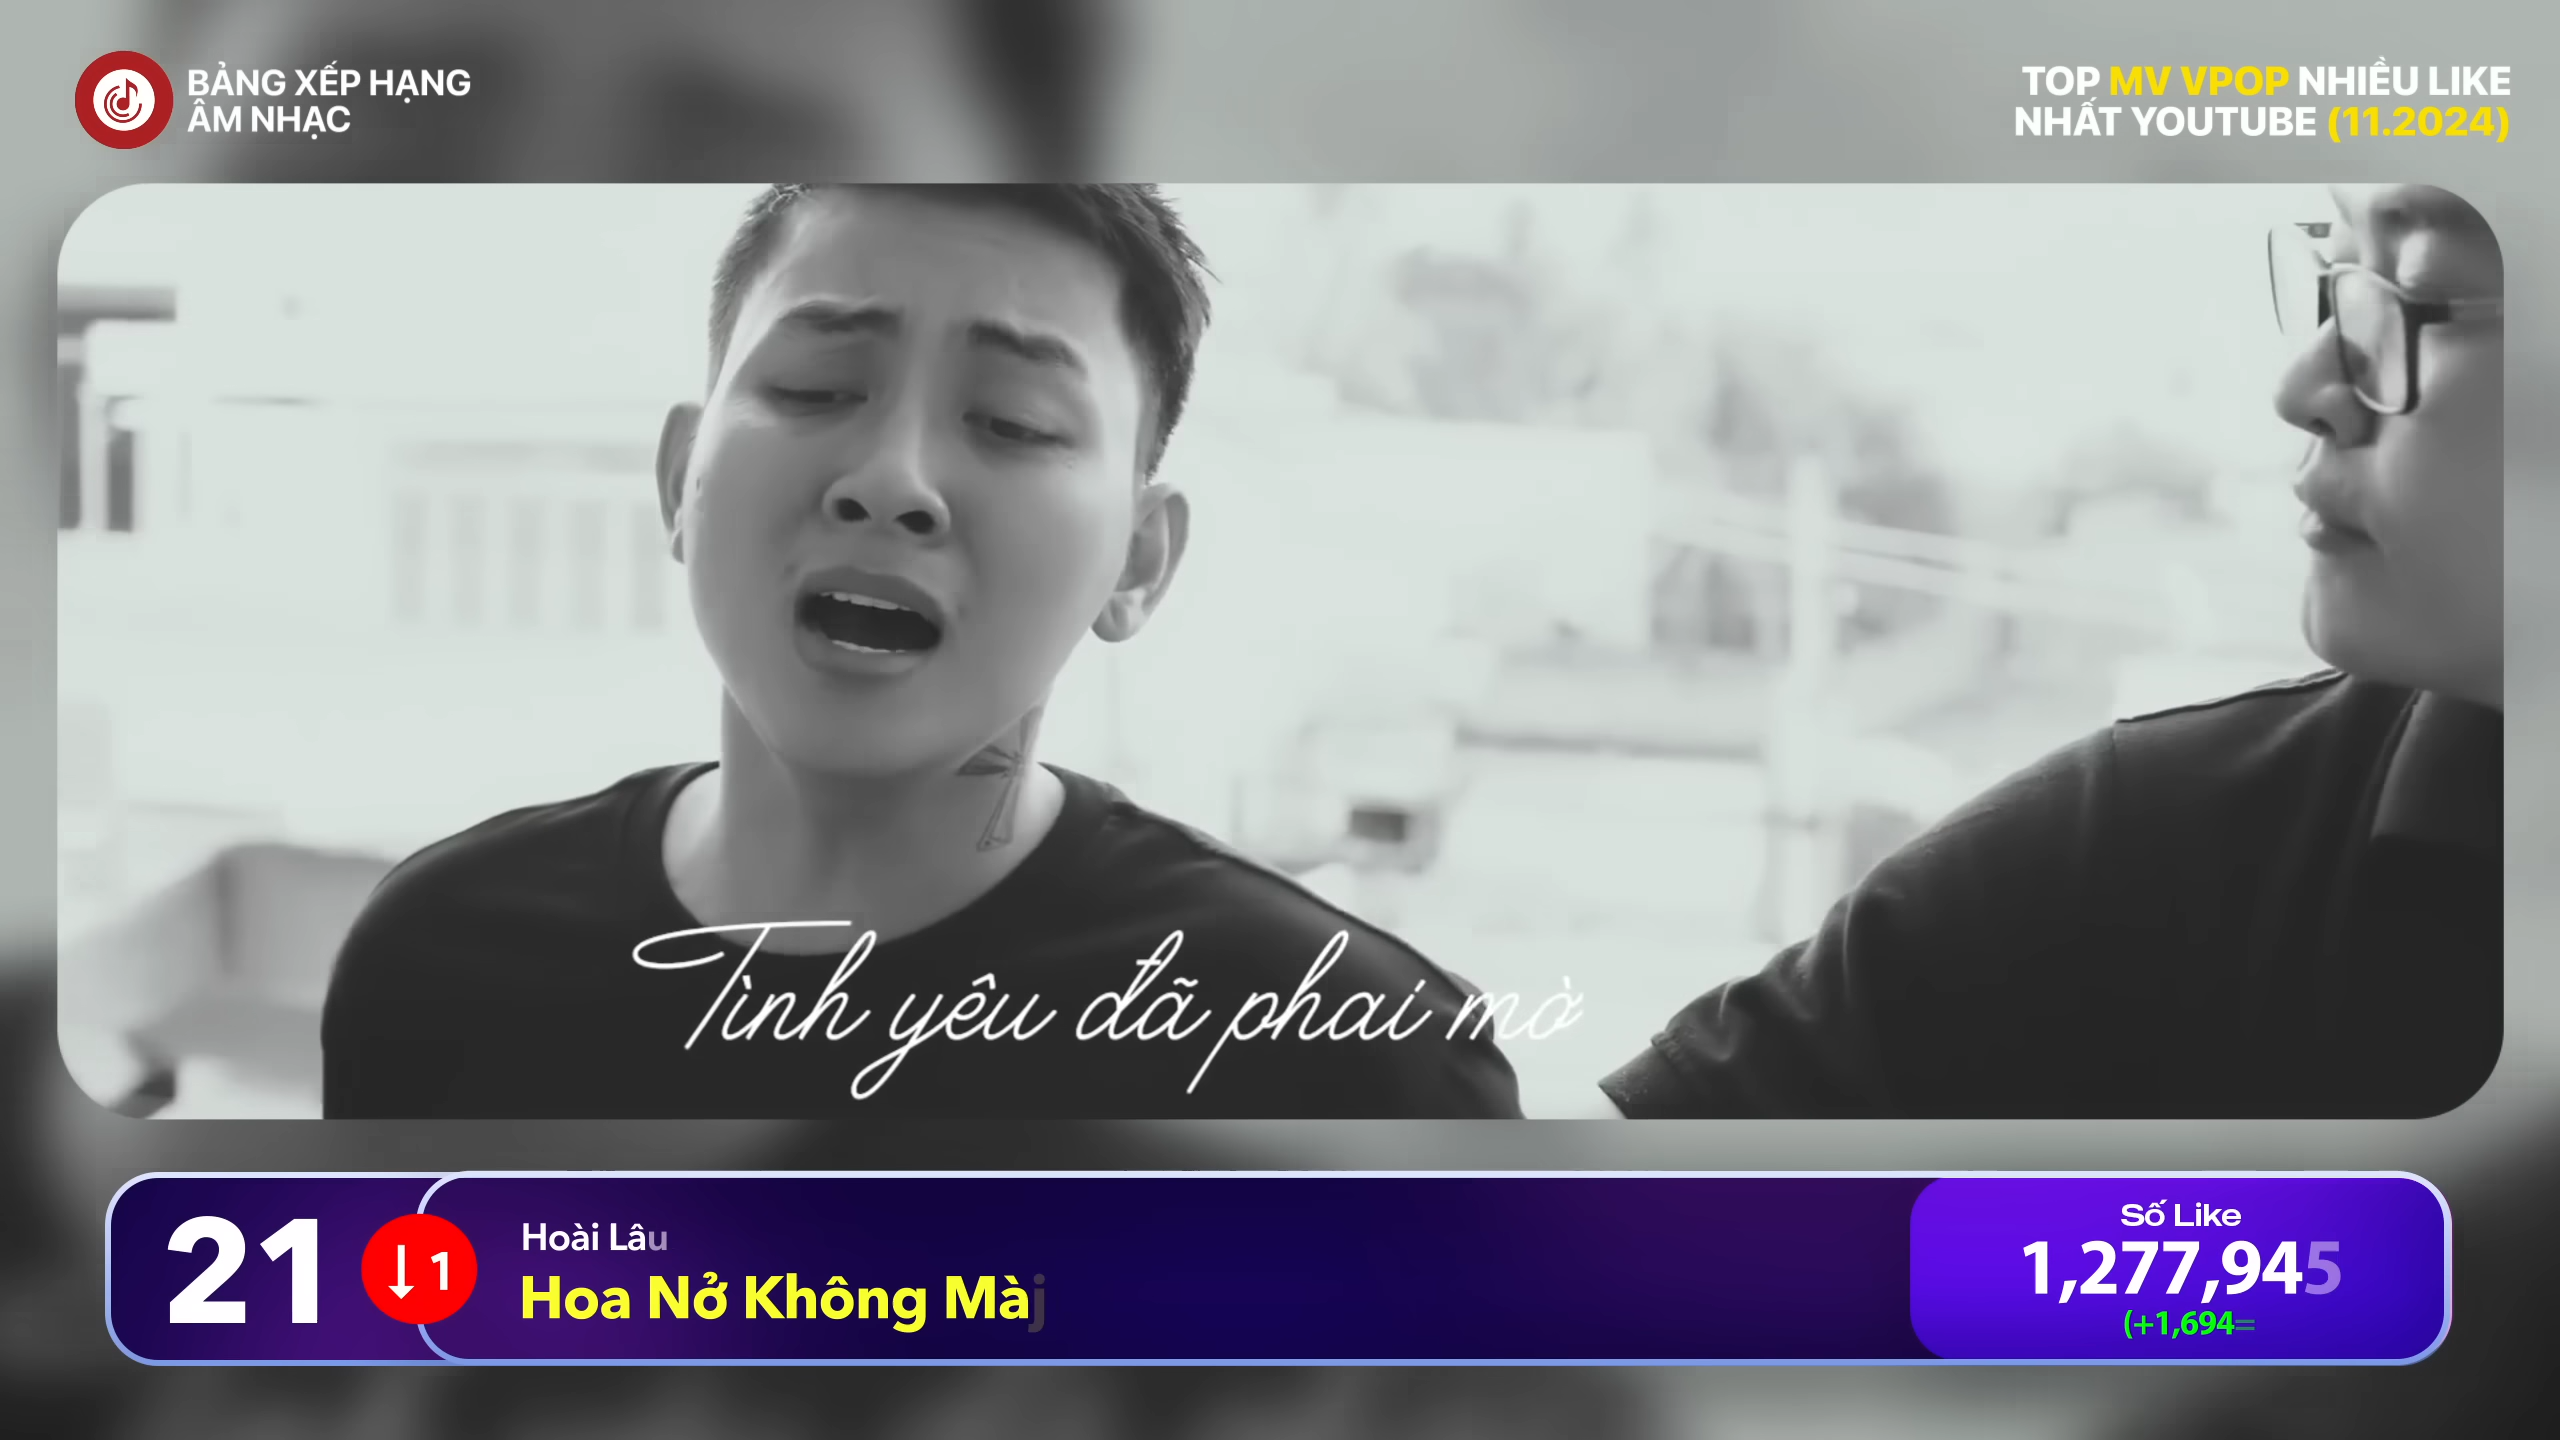 BẢNG XẾP HẠNG
ÂM NHẠC
TOP MV VPOP NHIỀU LIKE
NHẤT YOUTUBE (11.2024)
Tình yêu đã phai mờ
21
↓ 1
Hoài Lâu
Hoa Nở Không Màj
Số Like
1,277,945
(+1,694=